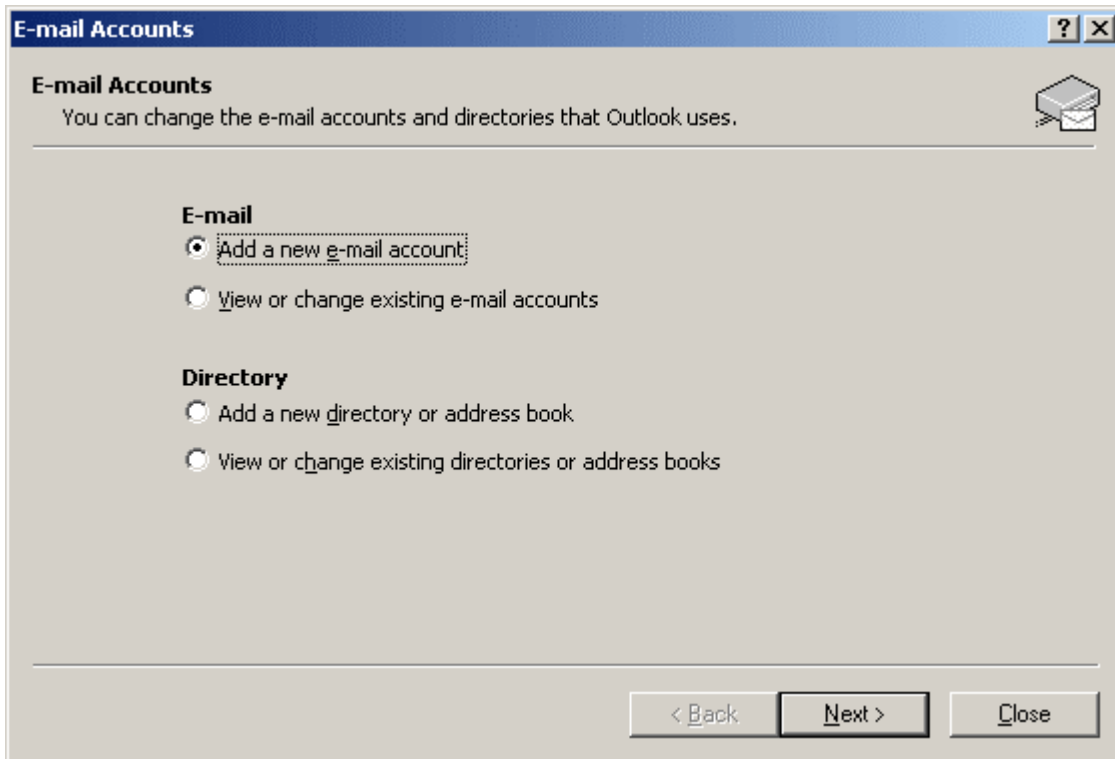 E-mail Accounts
E-mail Accounts
You can change the e-mail accounts and directories that Outlook uses.
E-mail
Add a new e-mail account
View or change existing e-mail accounts
Directory
Add a new directory or address book
View or change existing directories or address books
< Back Next > Close